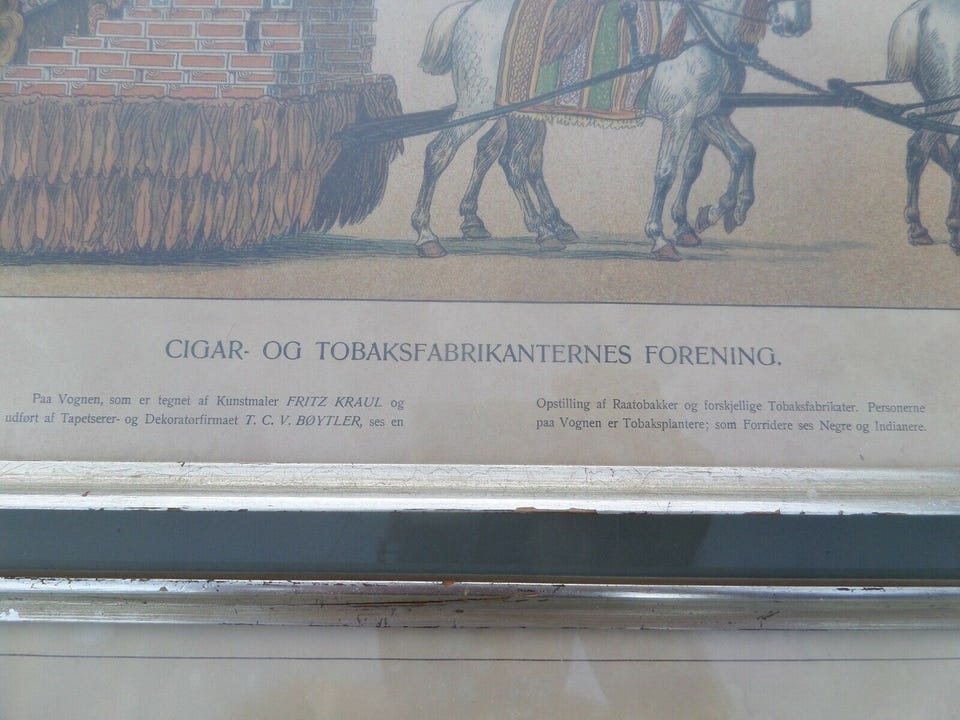 CIGAR- OG TOBAKSFABRIKANTERNES FORENING.
Paa Vognen, som er tegnet af Kunstmaler FRITZ KRAUL og
udført af Tapetserer- og Dekoratorfirmaet T. C. V. BØYTLER, ses en
Opstilling af Raatobakker og forskjellige Tobaksfabrikater. Personerne
paa Vognen er Tobaksplantere; som Forridere ses Negre og Indianere.